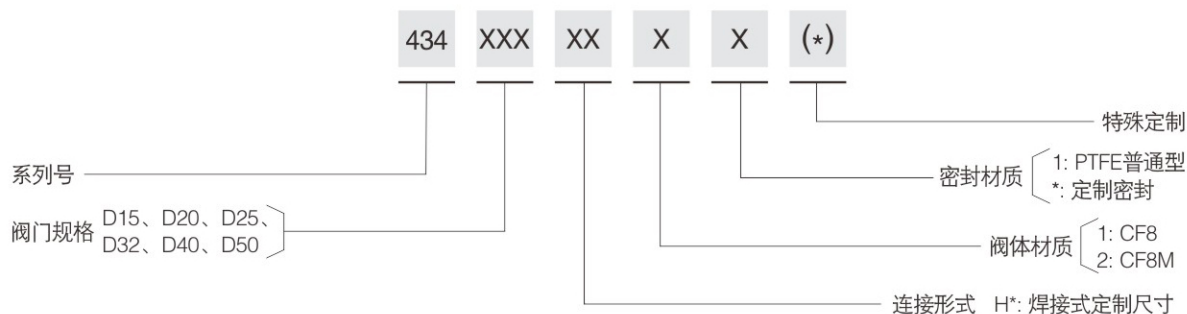 434 XXX XX X X (*)
特殊定制
系列号
密封材质 1: PTFE普通型
*: 定制密封
阀门规格 D15、D20、D25、
D32、D40、D50
阀体材质 1: CF8
2: CF8M
连接形式 H*: 焊接式定制尺寸